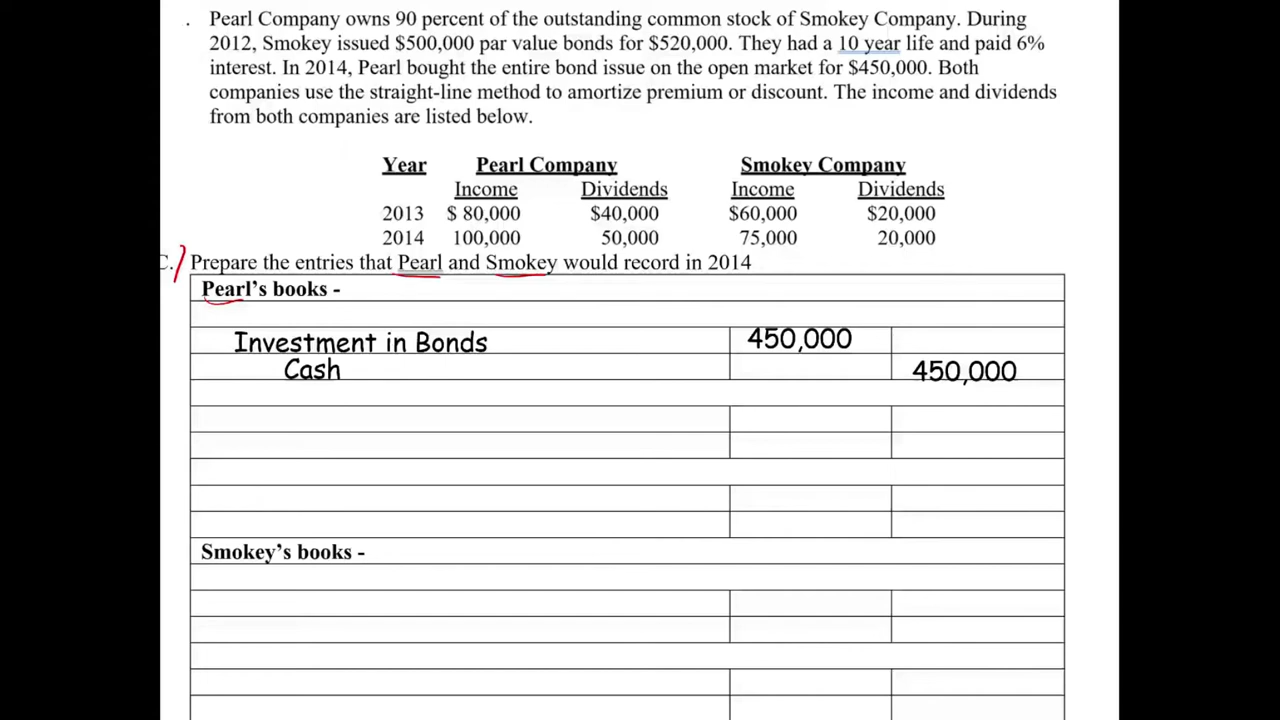 . Pearl Company owns 90 percent of the outstanding common stock of Smokey Company. During
2012, Smokey issued $500,000 par value bonds for $520,000. They had a 10 year life and paid 6%
interest. In 2014, Pearl bought the entire bond issue on the open market for $450,000. Both
companies use the straight-line method to amortize premium or discount. The income and dividends
from both companies are listed below.
Year Pearl Company Smokey Company
Income Dividends Income Dividends
2013 $ 80,000 $40,000 $60,000 $20,000
2014 100,000 50,000 75,000 20,000
C. Prepare the entries that Pearl and Smokey would record in 2014
Pearl's books -
Investment in Bonds 450,000
Cash 450,000
Smokey's books -